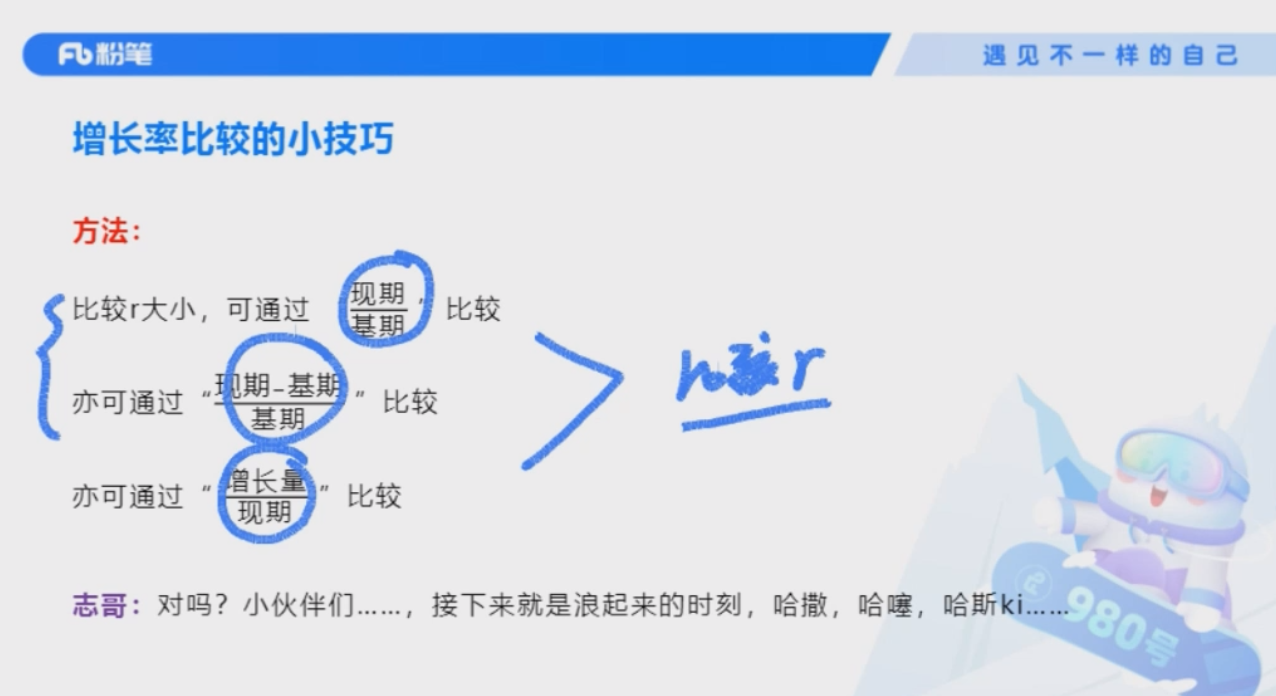 Fb粉笔
遇见不一样的自己
增长率比较的小技巧
方法：
比较r大小，可通过 “现期/基期” 比较
亦可通过 “现期-基期/基期” 比较
比较r
亦可通过 “增长量/现期” 比较
志哥：对吗？小伙伴们……，接下来就是浪起来的时刻，哈撒，哈噻，哈斯ki……
980号